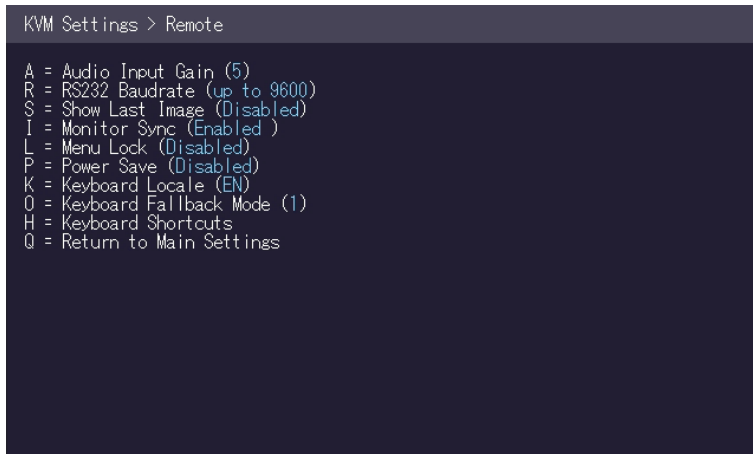 KVM Settings > Remote
A = Audio Input Gain (5)
R = RS232 Baudrate (up to 9600)
S = Show Last Image (Disabled)
I = Monitor Sync (Enabled )
L = Menu Lock (Disabled)
P = Power Save (Disabled)
K = Keyboard Locale (EN)
O = Keyboard Fallback Mode (1)
H = Keyboard Shortcuts
Q = Return to Main Settings